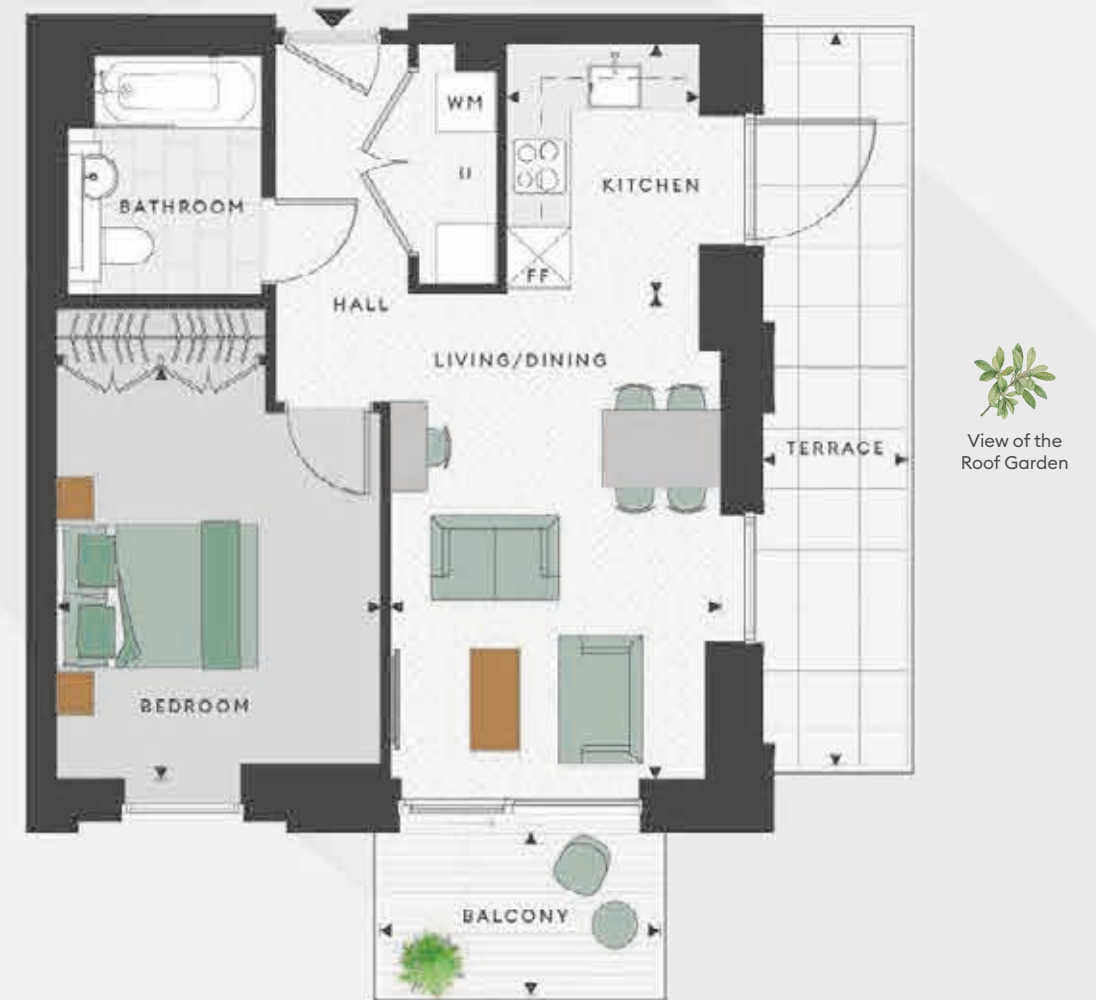 WM
KITCHEN
BATHROOM
FF
HALL
LIVING/DINING
View of the
Roof Garden
TERRACE
BEDROOM
BALCONY